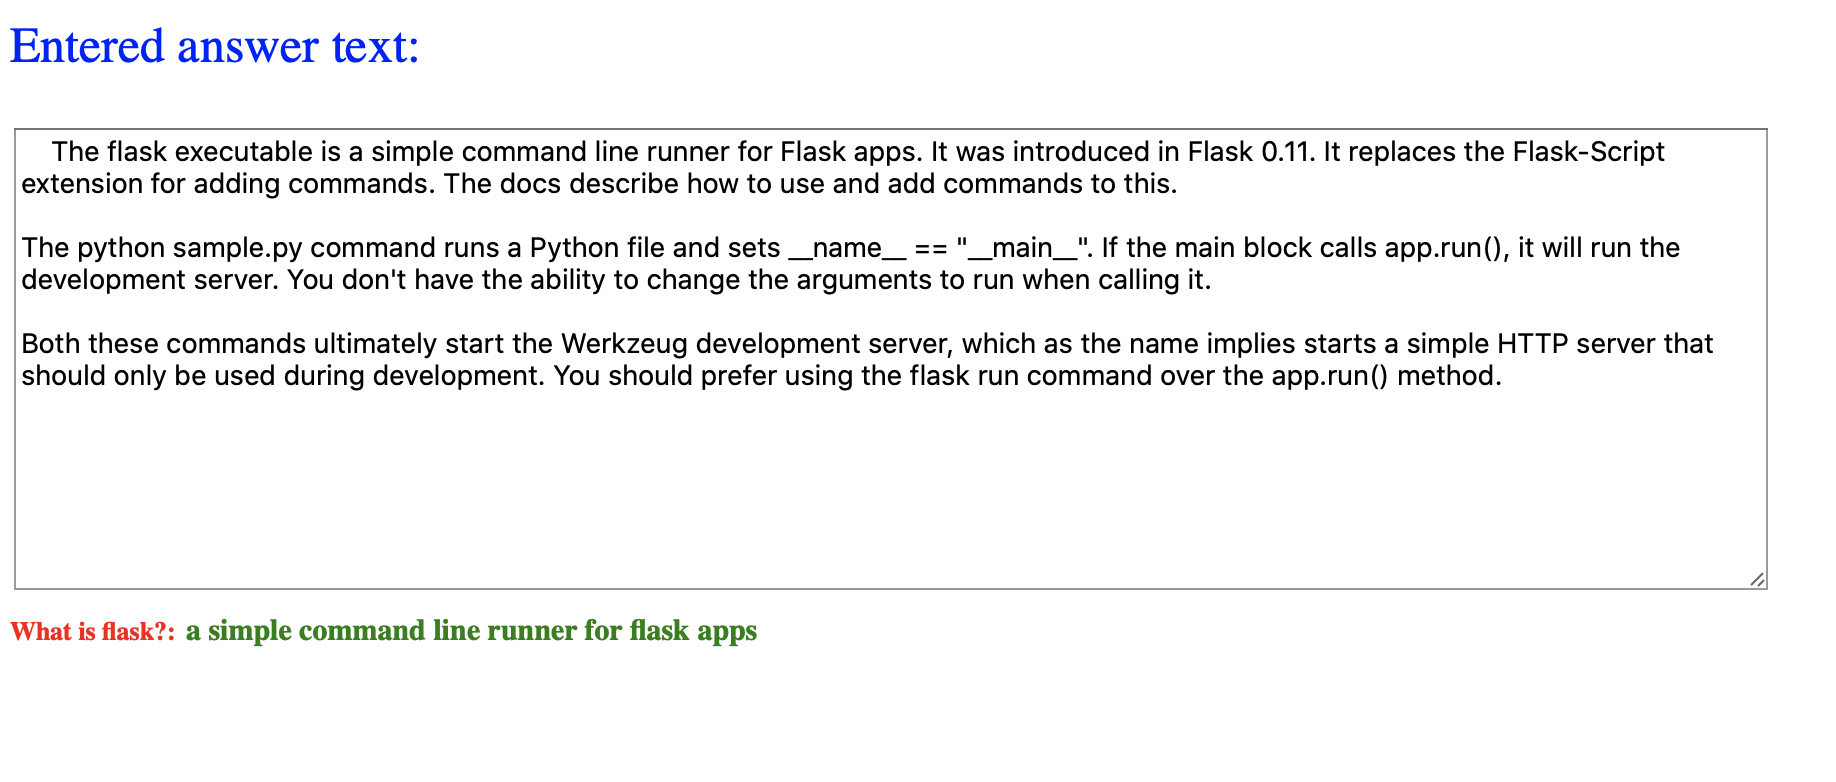 Entered answer text:
The flask executable is a simple command line runner for Flask apps. It was introduced in Flask 0.11. It replaces the Flask-Script
extension for adding commands. The docs describe how to use and add commands to this.
The python sample.py command runs a Python file and sets __name__ == "__main__". If the main block calls app.run(), it will run the
development server. You don't have the ability to change the arguments to run when calling it.
Both these commands ultimately start the Werkzeug development server, which as the name implies starts a simple HTTP server that
should only be used during development. You should prefer using the flask run command over the app.run() method.
What is flask?: a simple command line runner for flask apps